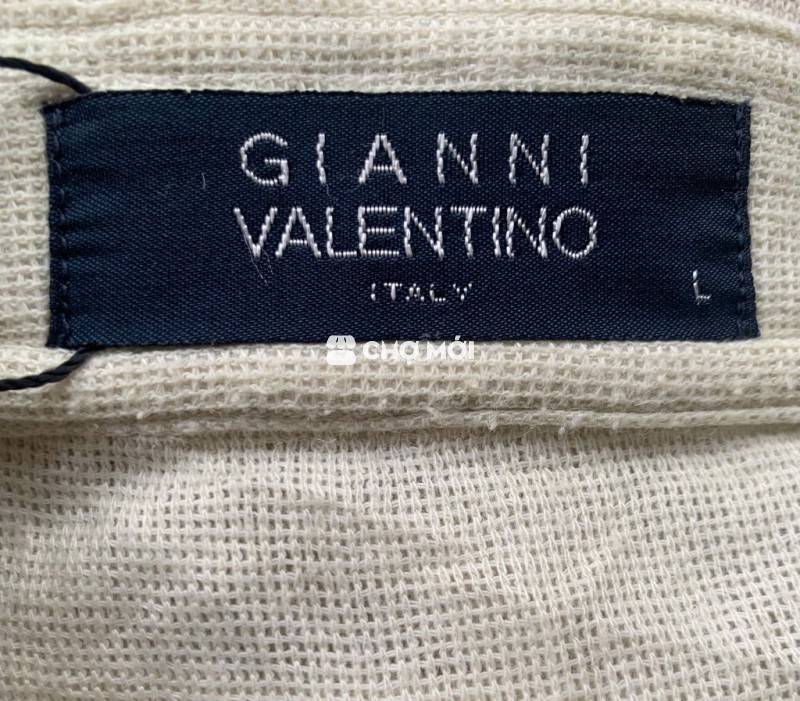 GIANNI
VALENTINO
ITALY
L
CHỢ MỚI